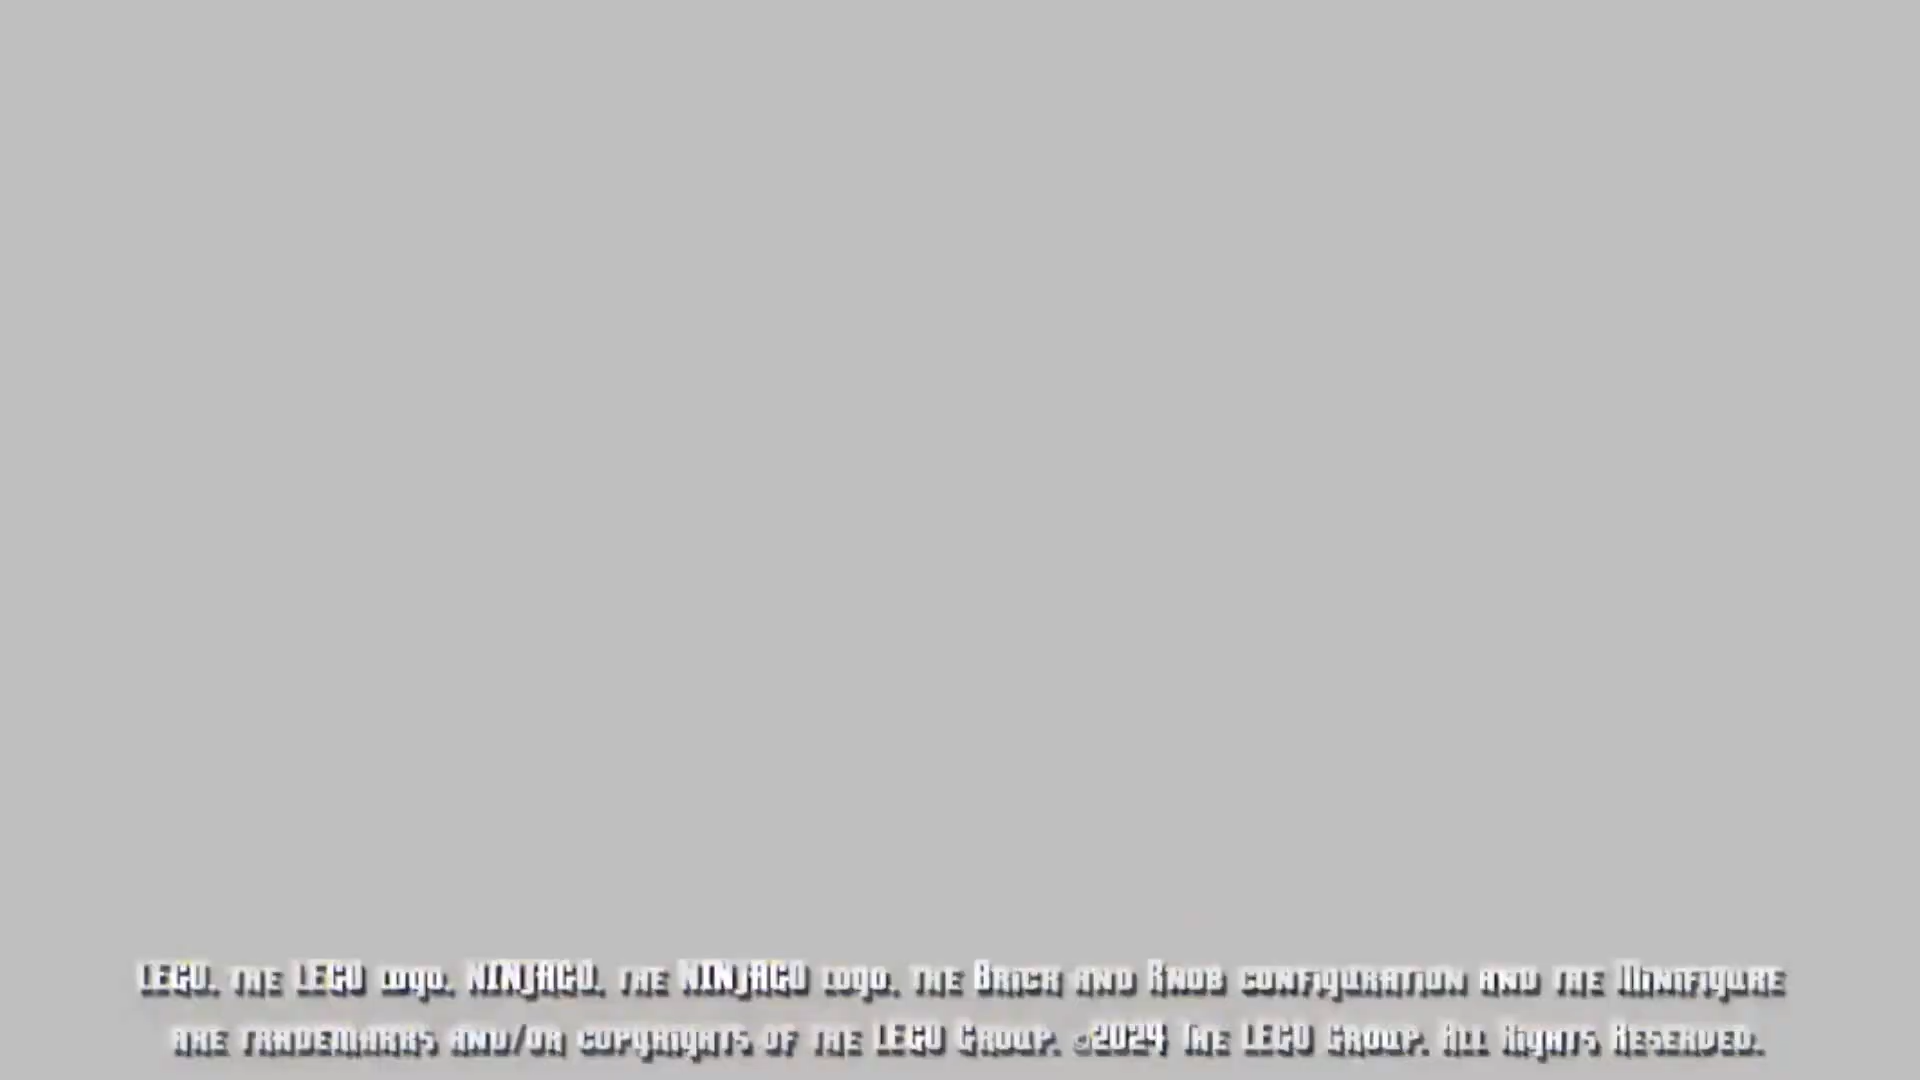 LEGO, the LEGO logo, NINJAGO, the NINJAGO logo, the Brick and Knob configuration and the Minifigure
are trademarks and/or copyrights of the LEGO Group. ©2024 The LEGO Group. All Rights Reserved.